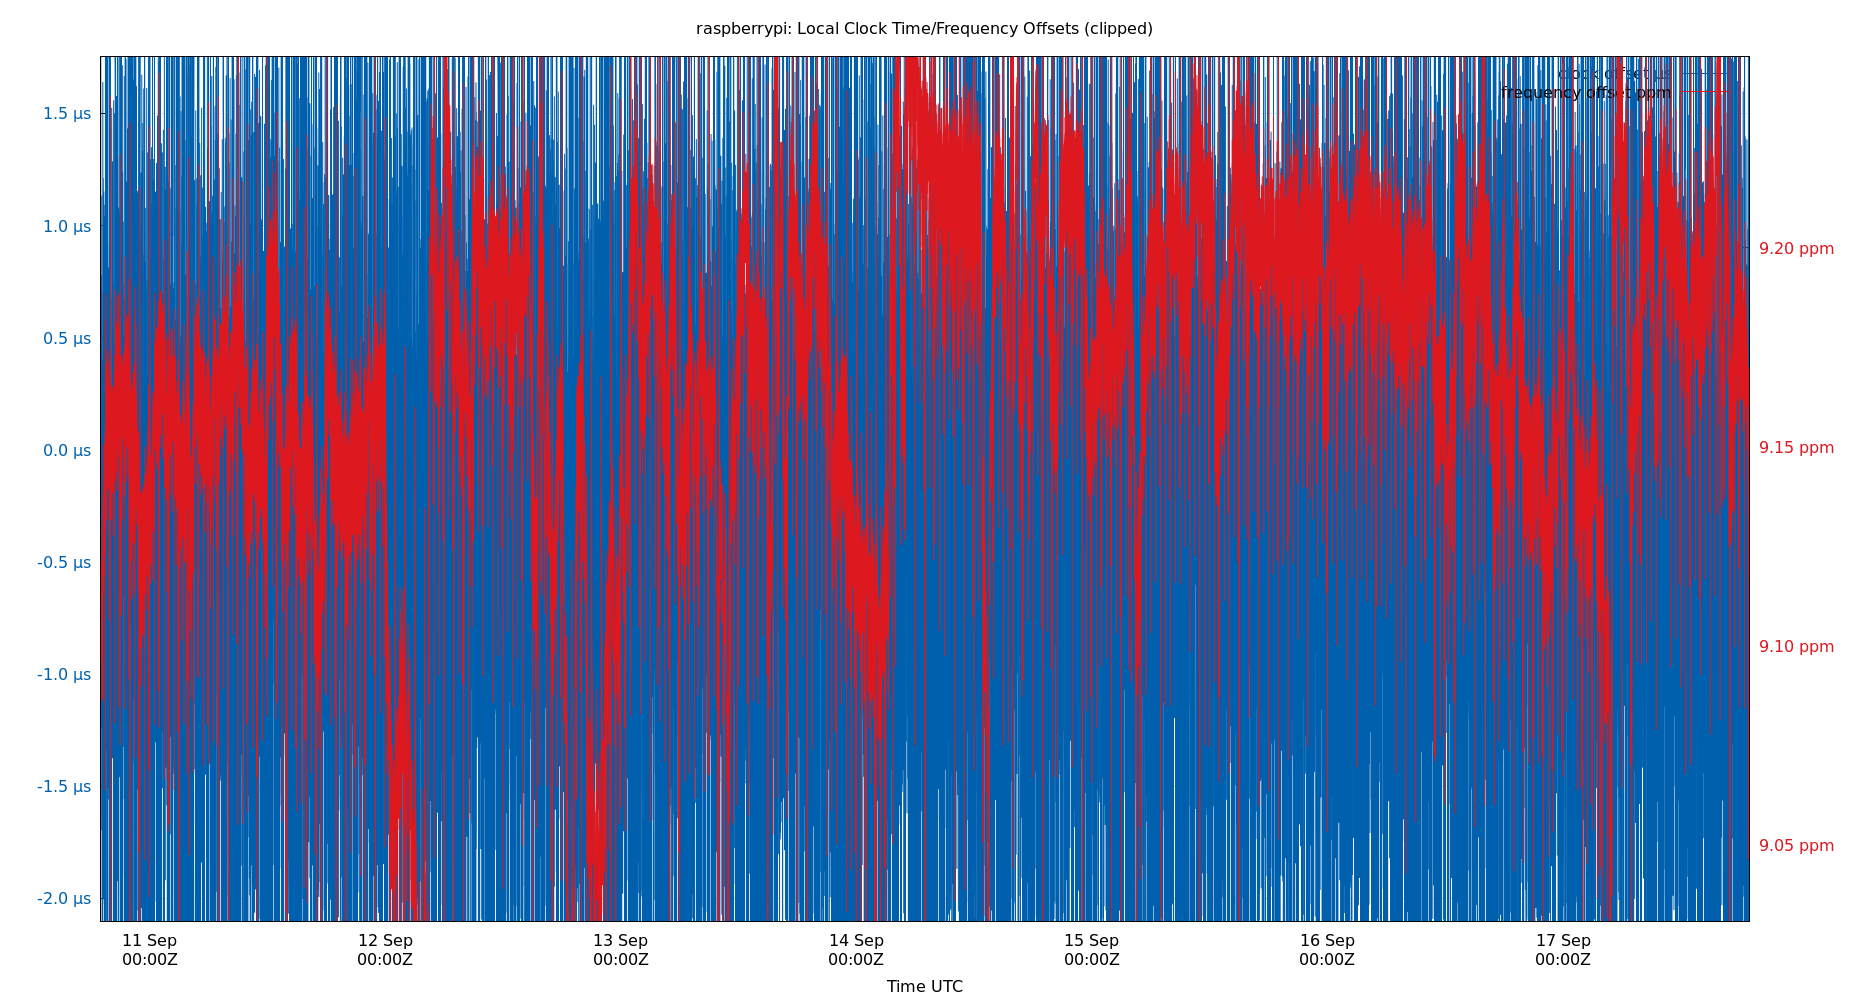 raspberrypi: Local Clock Time/Frequency Offsets (clipped)
clock offset µs
frequency offset ppm
1.5 µs
1.0 µs
0.5 µs
0.0 µs
-0.5 µs
-1.0 µs
-1.5 µs
-2.0 µs
9.20 ppm
9.15 ppm
9.10 ppm
9.05 ppm
11 Sep
00:00Z
12 Sep
00:00Z
13 Sep
00:00Z
14 Sep
00:00Z
15 Sep
00:00Z
16 Sep
00:00Z
17 Sep
00:00Z
Time UTC